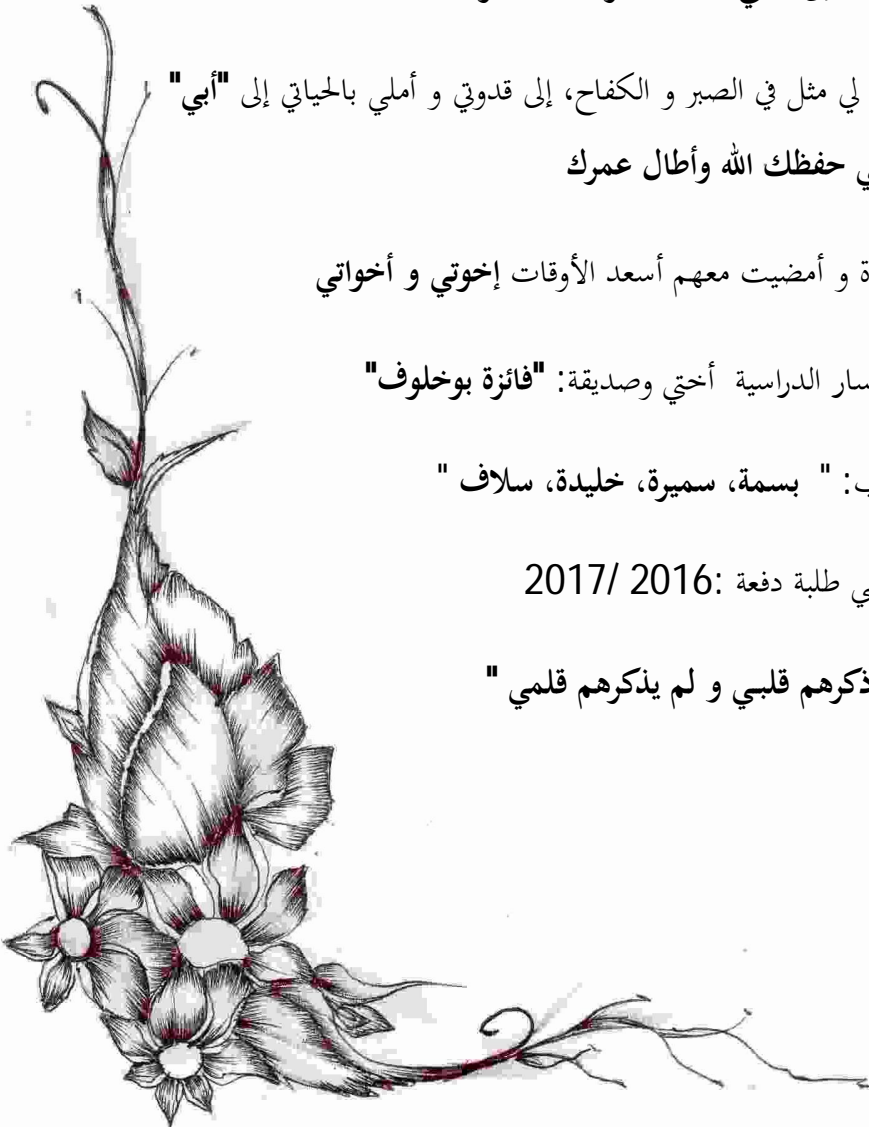 لي مثل في الصبر و الكفاح، إلى قدوتي و أملي بالحياتي إلى "أبي"
حفظك الله وأطال عمرك
و أمضيت معهم أسعد الأوقات إخوتي و أخواتي
الدراسية أختي وصديقة: "فائزة بوخلوف"
: " بسمة، سميرة، خليدة، سلاف "
طلبة دفعة :2016 /2017
قلبي و لم يذكرهم قلمي "